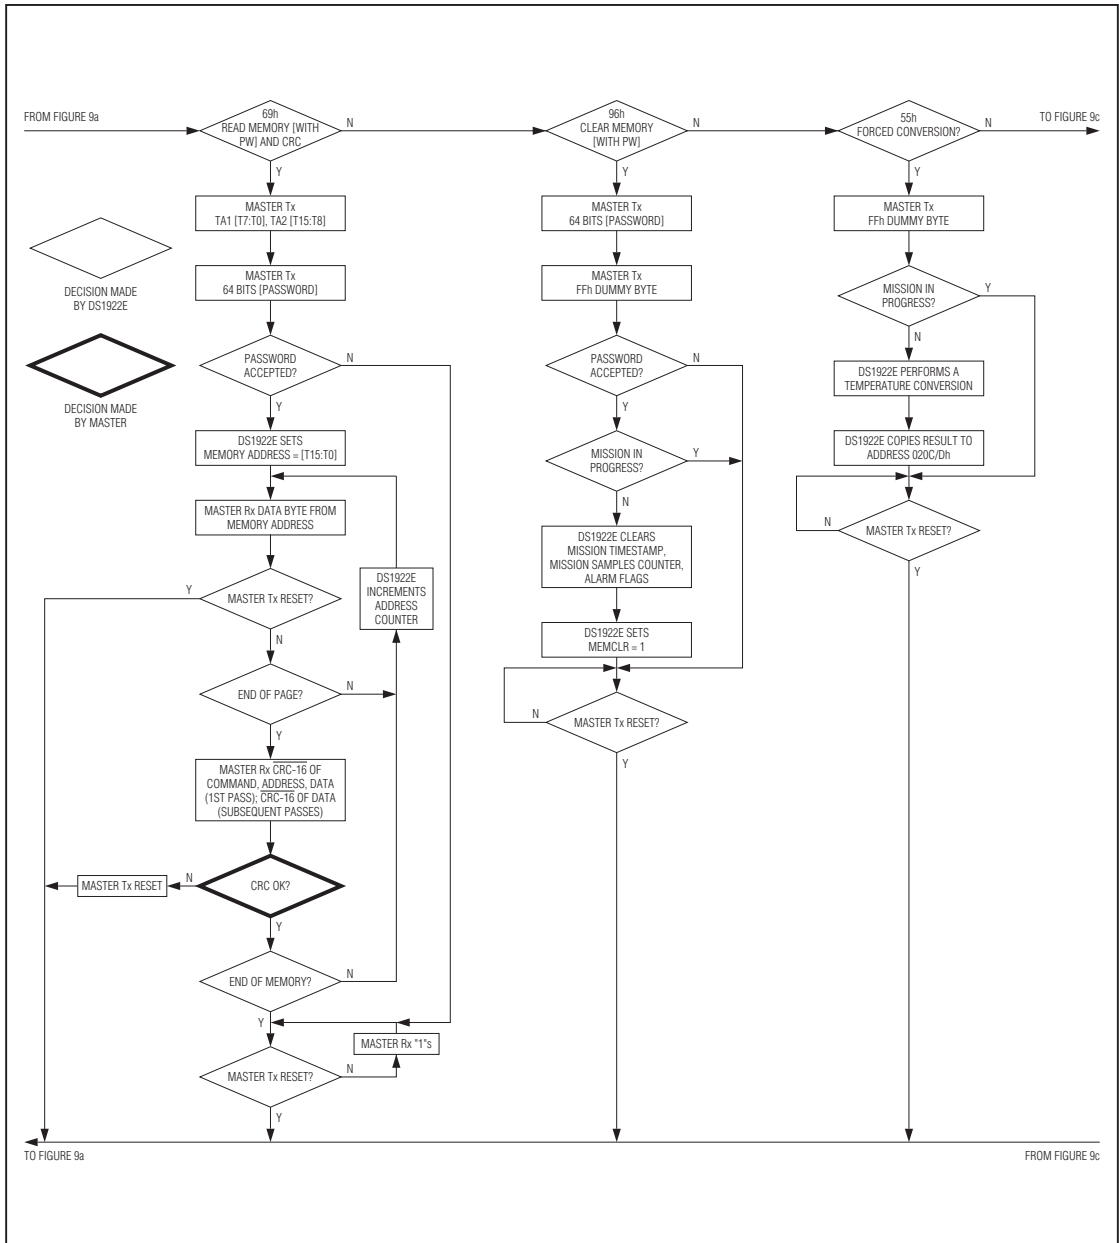 FROM FIGURE 9a
69h
READ MEMORY [WITH
PW] AND CRC
N
Y
96h
CLEAR MEMORY
[WITH PW]
N
Y
55h
FORCED CONVERSION?
N
Y
TO FIGURE 9c
DECISION MADE
BY DS1922E
DECISION MADE
BY MASTER
MASTER Tx
TA1 [T7:T0], TA2 [T15:T8]
MASTER Tx
64 BITS [PASSWORD]
PASSWORD
ACCEPTED?
N
Y
DS1922E SETS
MEMORY ADDRESS = [T15:T0]
MASTER Rx DATA BYTE FROM
MEMORY ADDRESS
DS1922E
INCREMENTS
ADDRESS
COUNTER
Y
MASTER Tx RESET?
N
END OF PAGE?
N
Y
MASTER Rx CRC-16 OF
COMMAND, ADDRESS, DATA
(1ST PASS); CRC-16 OF DATA
(SUBSEQUENT PASSES)
MASTER Tx RESET
N
CRC OK?
Y
END OF MEMORY?
N
Y
MASTER Rx "1"s
MASTER Tx RESET?
N
Y
MASTER Tx
64 BITS [PASSWORD]
MASTER Tx
FFh DUMMY BYTE
PASSWORD
ACCEPTED?
N
Y
MISSION IN
PROGRESS?
Y
N
DS1922E CLEARS
MISSION TIMESTAMP,
MISSION SAMPLES COUNTER,
ALARM FLAGS
DS1922E SETS
MEMCLR = 1
N
MASTER Tx RESET?
Y
MASTER Tx
FFh DUMMY BYTE
MISSION IN
PROGRESS?
Y
N
DS1922E PERFORMS A
TEMPERATURE CONVERSION
DS1922E COPIES RESULT TO
ADDRESS 020C/Dh
N
MASTER Tx RESET?
Y
TO FIGURE 9a
FROM FIGURE 9c